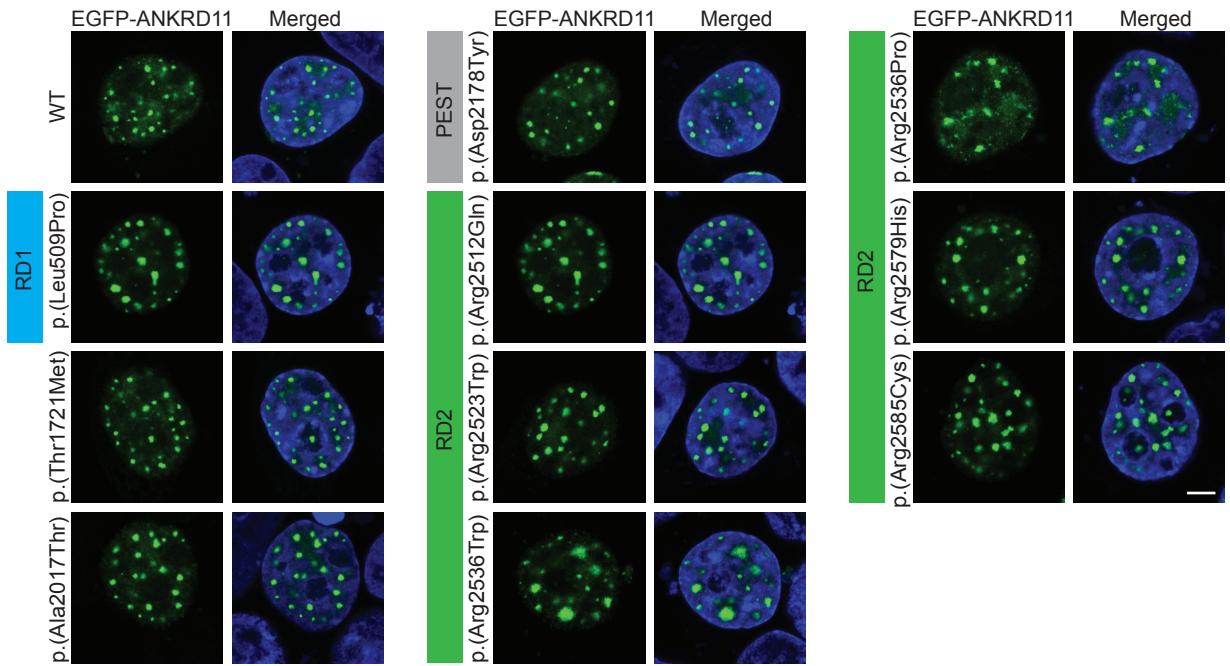 EGFP-ANKRD11 Merged
WT
RD1
p.(Leu509Pro)
p.(Thr1721Met)
p.(Ala2017Thr)
EGFP-ANKRD11 Merged
PEST
p.(Asp2178Tyr)
RD2
p.(Arg2512Gln)
p.(Arg2523Trp)
p.(Arg2536Trp)
EGFP-ANKRD11 Merged
RD2
p.(Arg2536Pro)
p.(Arg2579His)
p.(Arg2585Cys)